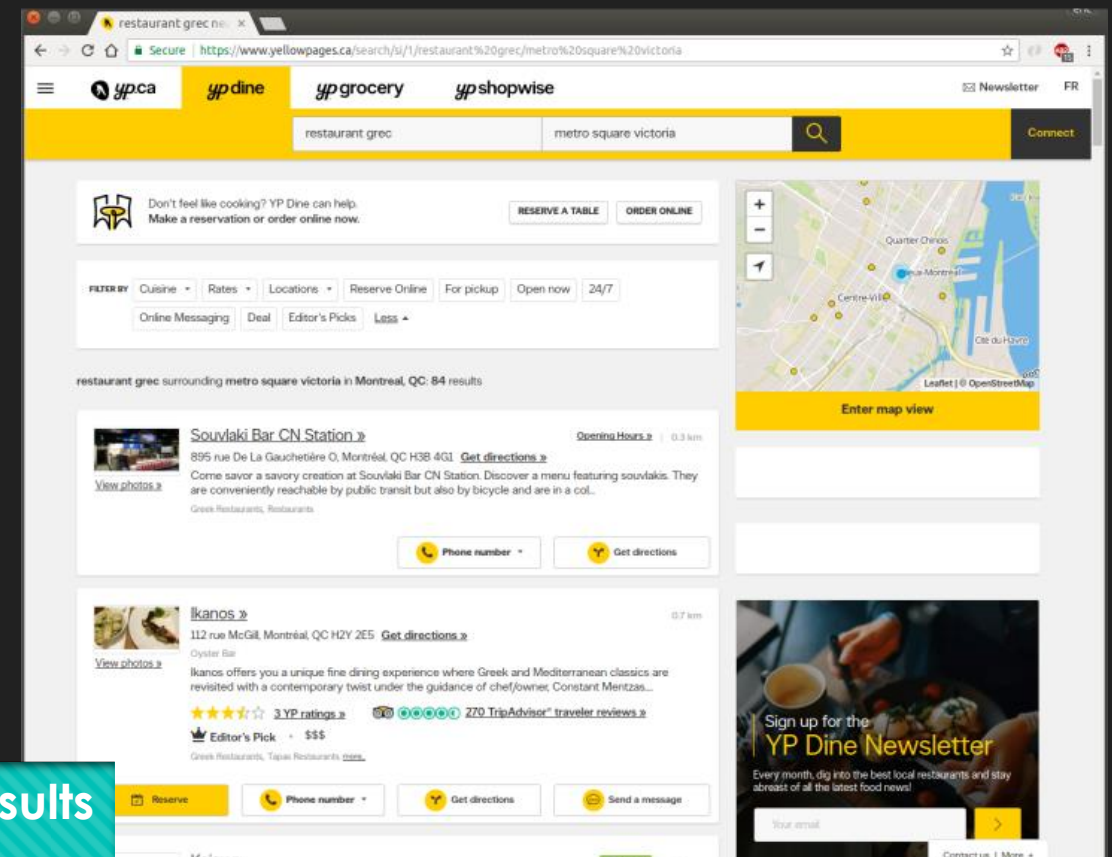 restaurant grec ne
eric
Secure | https://www.yellowpages.ca/search/si/1/restaurant%20grec/metro%20square%20victoria
yp.ca
yp dine
yp grocery
yp shopwise
Newsletter
FR
restaurant grec
metro square victoria
Connect
Don't feel like cooking? YP Dine can help.
Make a reservation or order online now.
RESERVE A TABLE
ORDER ONLINE
FILTER BY Cuisine Rates Locations Reserve Online For pickup Open now 24/7
Online Messaging Deal Editor's Picks Less
restaurant grec surrounding metro square victoria in Montreal, QC: 84 results
+
−
Quartier Chinois
Vieux-Montréal
Centre-Ville
Cité du Havre
Leaflet | © OpenStreetMap
Enter map view
Souvlaki Bar CN Station »
Opening Hours » | 0.3 km
895 rue De La Gauchetière O, Montréal, QC H3B 4G1 Get directions »
Come savor a savory creation at Souvlaki Bar CN Station. Discover a menu featuring souvlakis. They
are conveniently reachable by public transit but also by bicycle and are in a col...
Greek Restaurants, Restaurants
View photos »
Phone number
Get directions
Ikanos »
0.7 km
112 rue McGill, Montréal, QC H2Y 2E5 Get directions »
Oyster Bar
Ikanos offers you a unique fine dining experience where Greek and Mediterranean classics are
revisited with a contemporary twist under the guidance of chef/owner, Constant Mentzas...
View photos »
3 YP ratings »
270 TripAdvisor® traveler reviews »
Editor's Pick · $$$
Greek Restaurants, Tapas Restaurants more...
Reserve
Phone number
Get directions
Send a message
Sign up for the
YP Dine Newsletter
Every month, dig into the best local restaurants and stay
abreast of all the latest food news!
Your email
>
Contact us | More +
sults